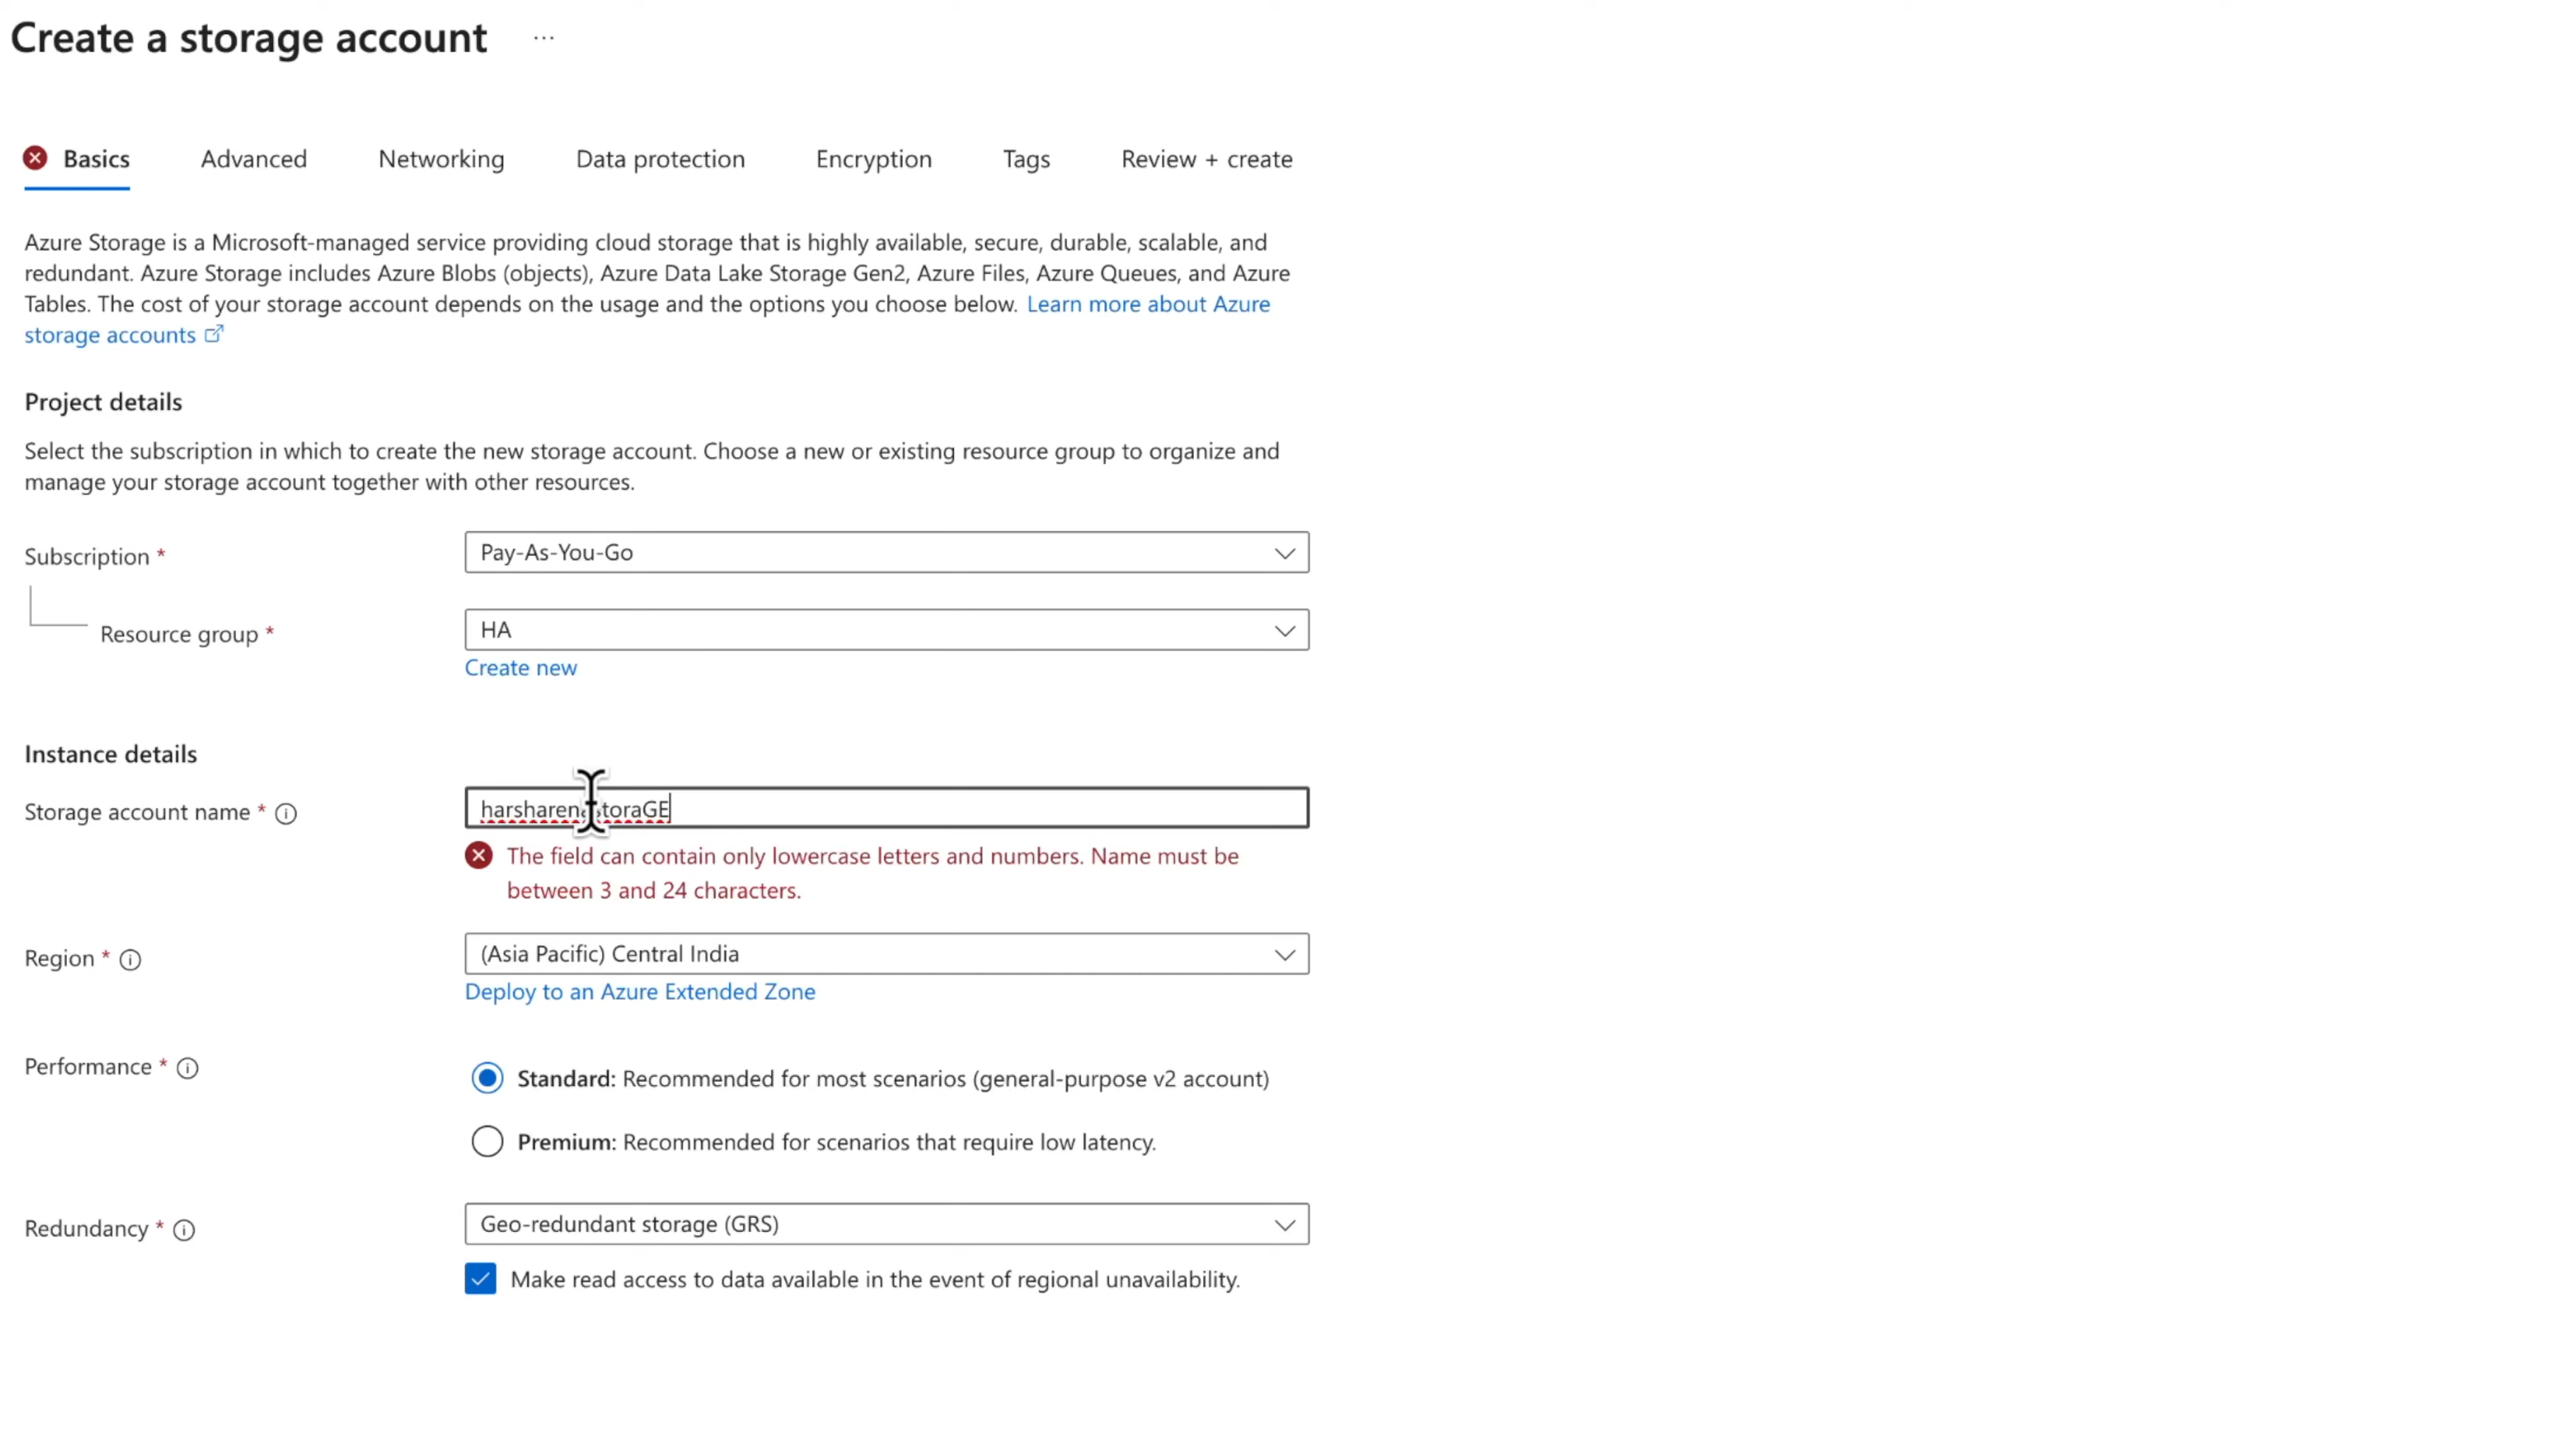 Create a storage account ...
Basics Advanced Networking Data protection Encryption Tags Review + create
Azure Storage is a Microsoft-managed service providing cloud storage that is highly available, secure, durable, scalable, and
redundant. Azure Storage includes Azure Blobs (objects), Azure Data Lake Storage Gen2, Azure Files, Azure Queues, and Azure
Tables. The cost of your storage account depends on the usage and the options you choose below. Learn more about Azure
storage accounts
Project details
Select the subscription in which to create the new storage account. Choose a new or existing resource group to organize and
manage your storage account together with other resources.
Subscription * Pay-As-You-Go
Resource group * HA
Create new
Instance details
Storage account name *
The field can contain only lowercase letters and numbers. Name must be
between 3 and 24 characters.
Region * (Asia Pacific) Central India
Deploy to an Azure Extended Zone
Performance * Standard: Recommended for most scenarios (general-purpose v2 account)
Premium: Recommended for scenarios that require low latency.
Redundancy * Geo-redundant storage (GRS)
Make read access to data available in the event of regional unavailability.